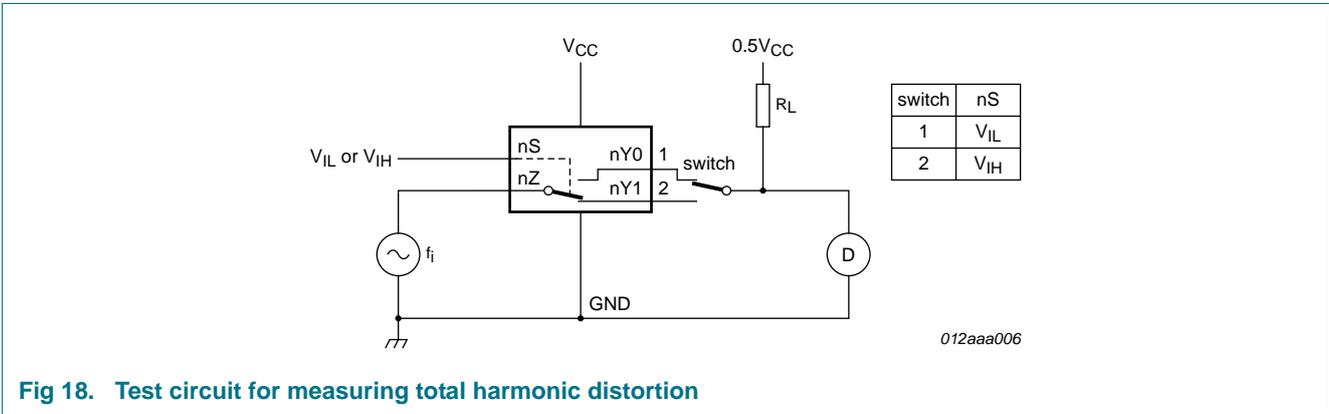 VCC
0.5VCC
RL
switch nS
1 VIL
2 VIH
VIL or VIH
nS
nY0 1
switch
nZ
nY1 2
fi
D
GND
012aaa006
Fig 18. Test circuit for measuring total harmonic distortion